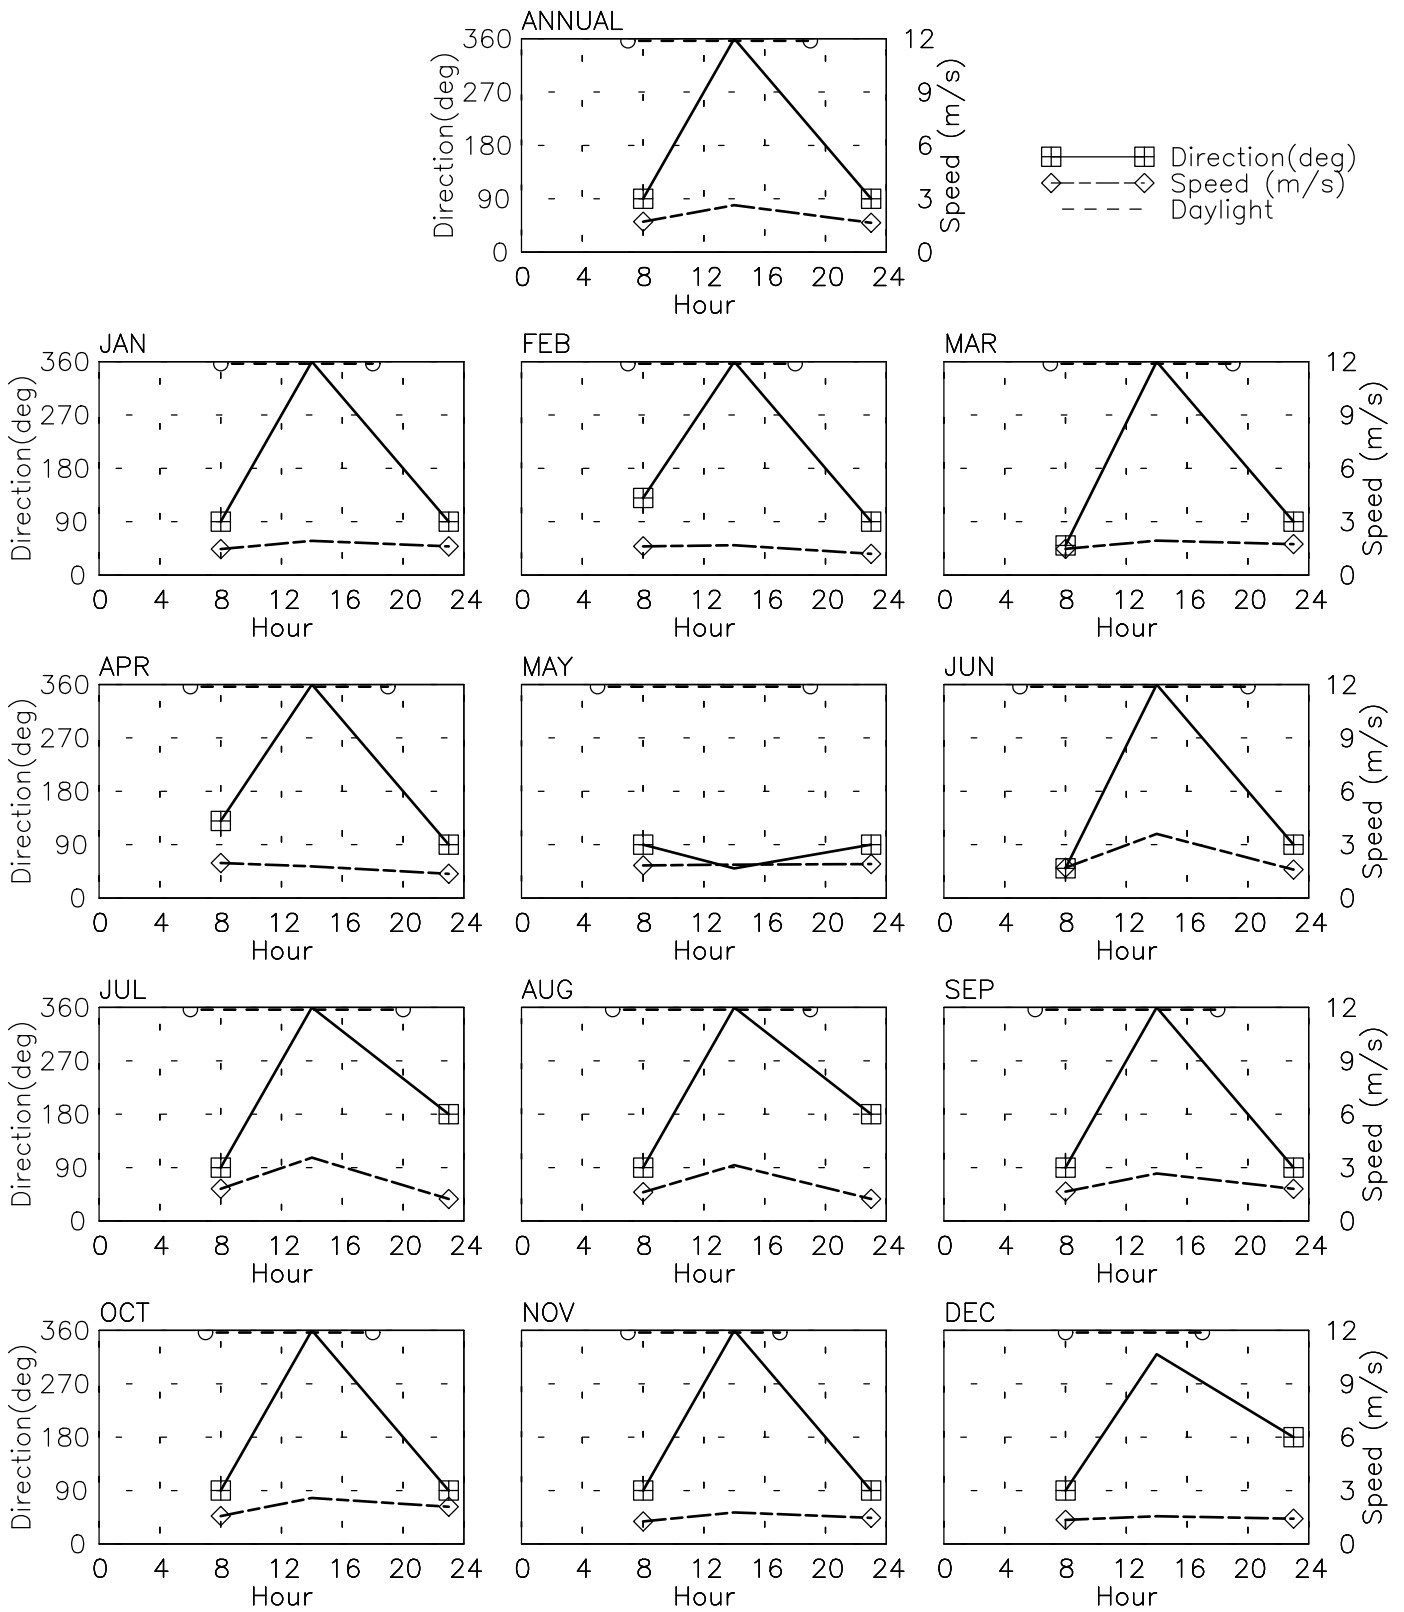 ANNUAL
360 270 180 90 0
Direction(deg)
12 9 6 3 0
Speed (m/s)
0 4 8 12 16 20 24
Hour
Direction(deg)
Speed (m/s)
Daylight
JAN FEB MAR
360 270 180 90 0
Direction(deg)
12 9 6 3 0
Speed (m/s)
0 4 8 12 16 20 24 0 4 8 12 16 20 24 0 4 8 12 16 20 24
Hour Hour Hour
APR MAY JUN
360 270 180 90 0
Direction(deg)
12 9 6 3 0
Speed (m/s)
0 4 8 12 16 20 24 0 4 8 12 16 20 24 0 4 8 12 16 20 24
Hour Hour Hour
JUL AUG SEP
360 270 180 90 0
Direction(deg)
12 9 6 3 0
Speed (m/s)
0 4 8 12 16 20 24 0 4 8 12 16 20 24 0 4 8 12 16 20 24
Hour Hour Hour
OCT NOV DEC
360 270 180 90 0
Direction(deg)
12 9 6 3 0
Speed (m/s)
0 4 8 12 16 20 24 0 4 8 12 16 20 24 0 4 8 12 16 20 24
Hour Hour Hour